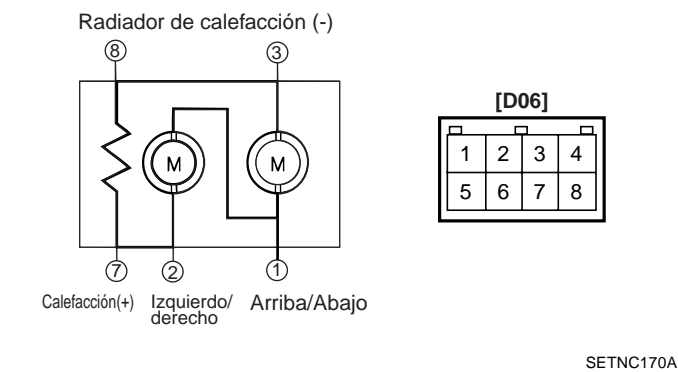 Radiador de calefacción (-)
8 3
[D06]
M M
1 2 3 4
5 6 7 8
7 2 1
Calefacción(+) Izquierdo/ Arriba/Abajo
derecho
SETNC170A